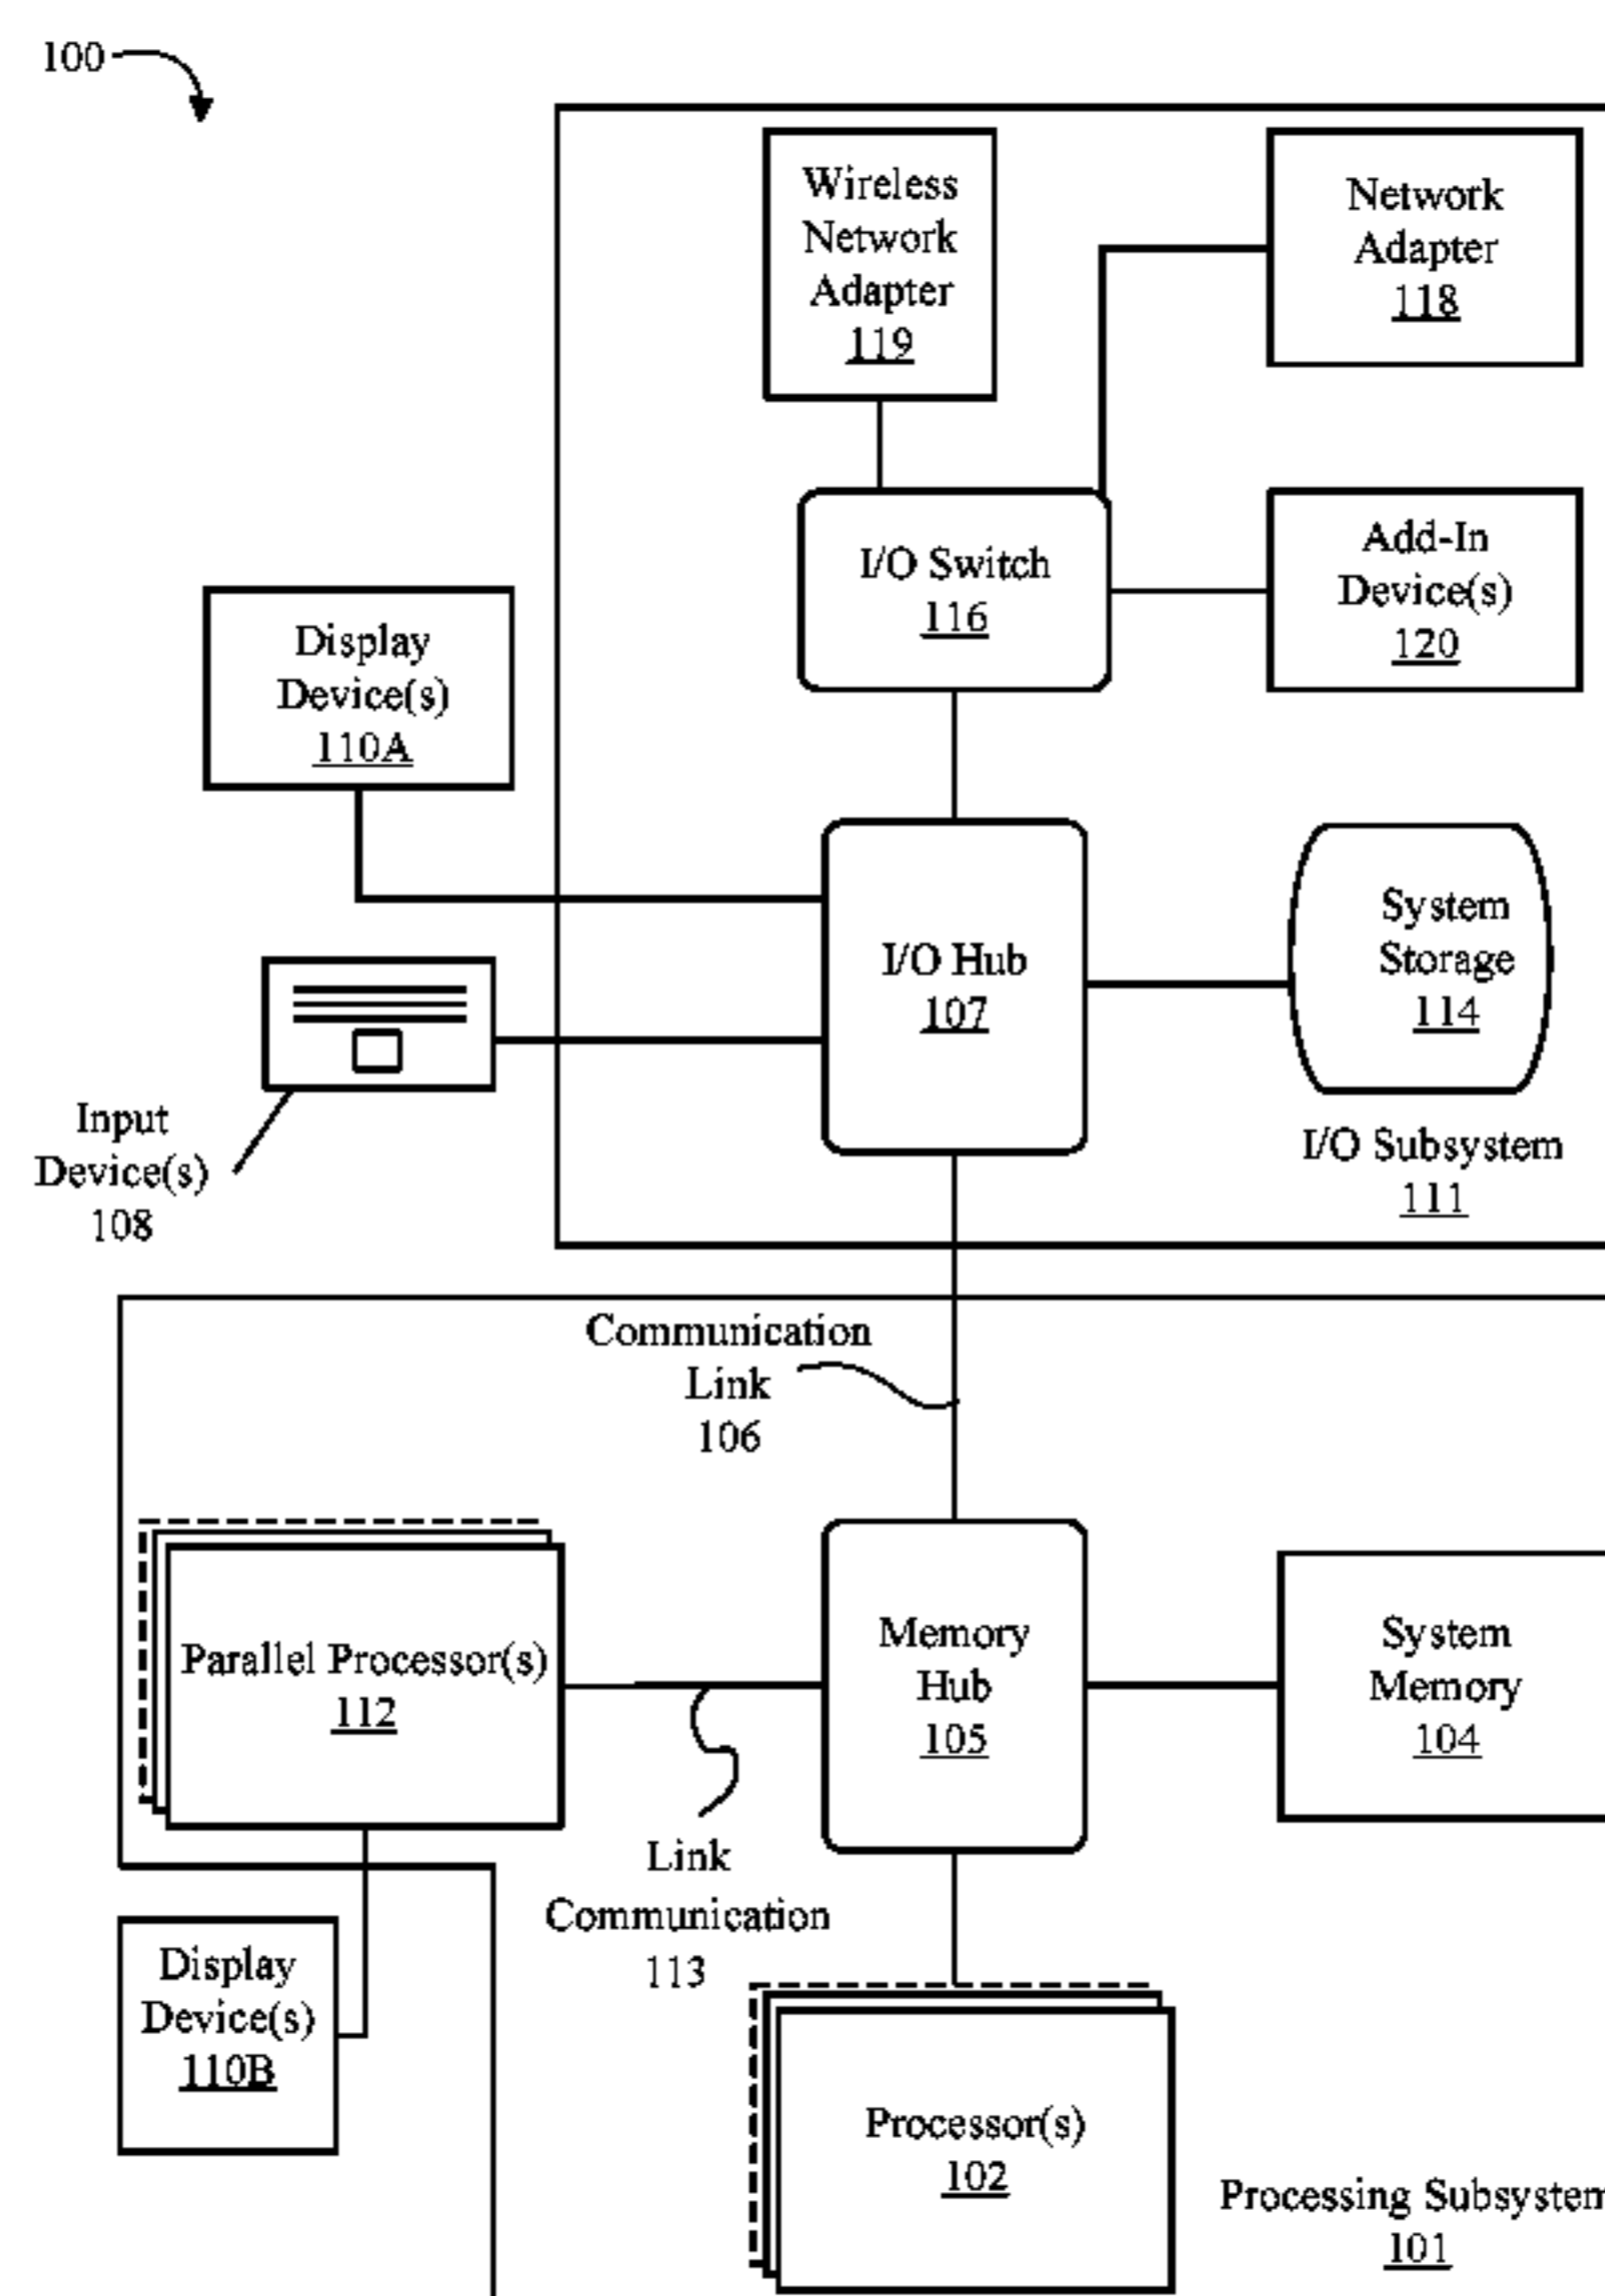 100
Wireless
Network
Adapter
119
Network
Adapter
118
I/O Switch
116
Add-In
Device(s)
120
Display
Device(s)
110A
I/O Hub
107
System
Storage
114
Input
Device(s)
108
I/O Subsystem
111
Communication
Link
106
Parallel Processor(s)
112
Memory
Hub
105
System
Memory
104
Link
Communication
113
Display
Device(s)
110B
Processor(s)
102
Processing Subsystem
101